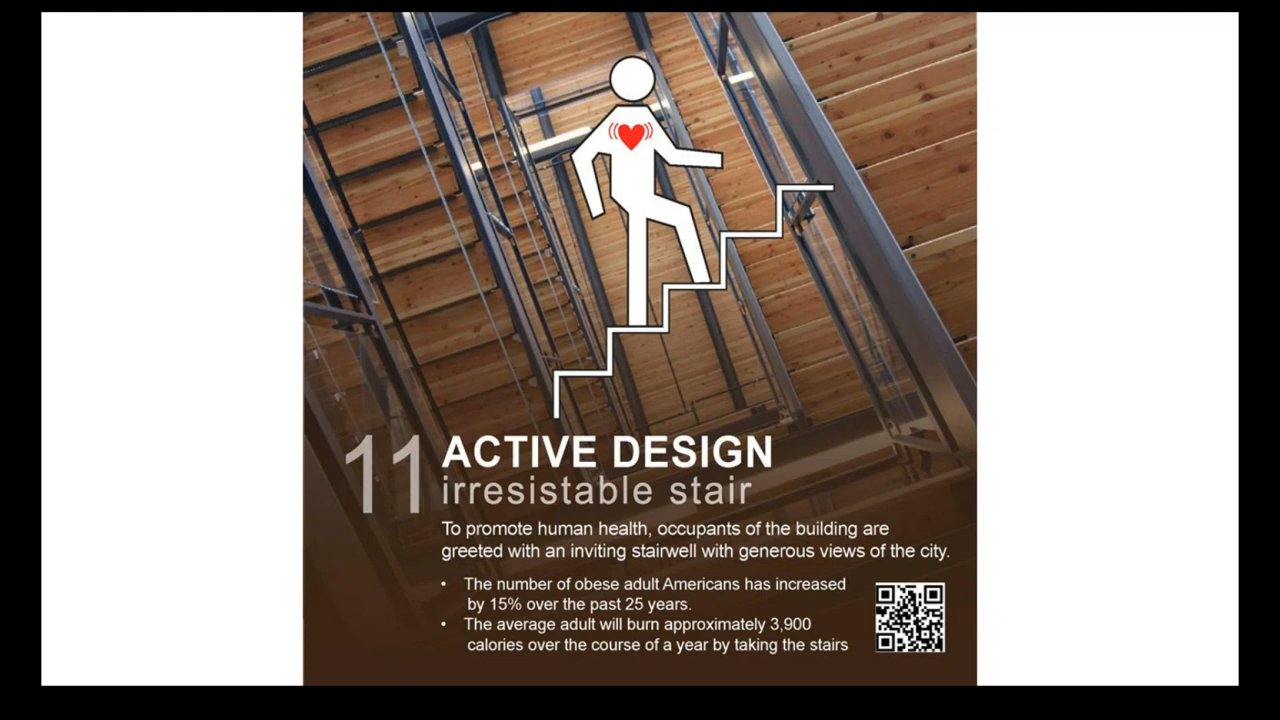 11 ACTIVE DESIGN
irresistable stair
To promote human health, occupants of the building are
greeted with an inviting stairwell with generous views of the city.
• The number of obese adult Americans has increased
by 15% over the past 25 years.
• The average adult will burn approximately 3,900
calories over the course of a year by taking the stairs